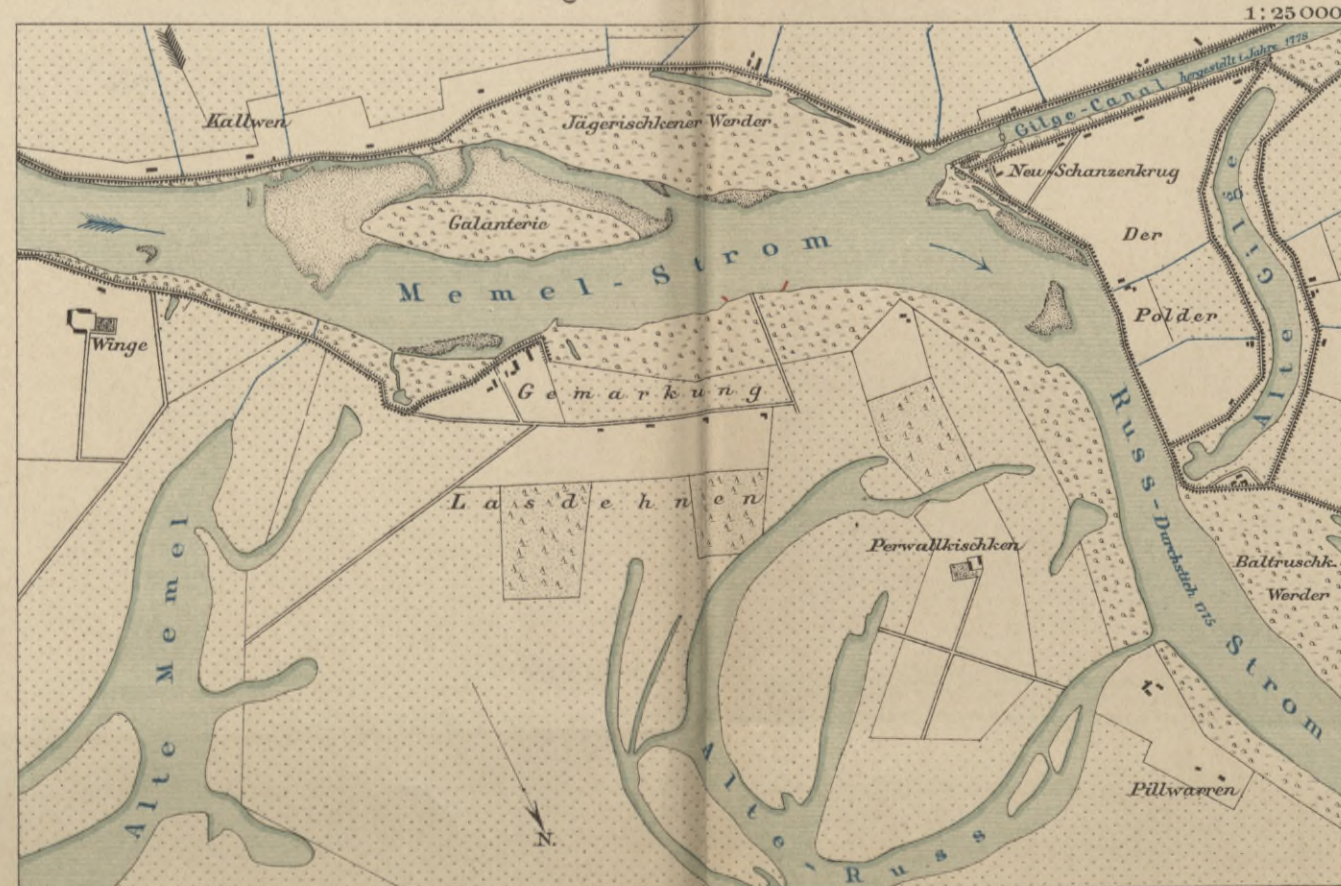 1:25000
Kallwen
Jägerischkener Werder
Gilge-Canal hergestellt i. Jahre 1778
Neu-Schanzenkrug
Galanterie
Der
Polder
Alte Gilge
Memel-Strom
Winge
Gemarkung
Lasdehnen
Russ-Durchstich 1775 Strom
Perwallkischken
Baltruschk.
Werder
Alte Memel
Alte-Russ
Pillwarren
N.